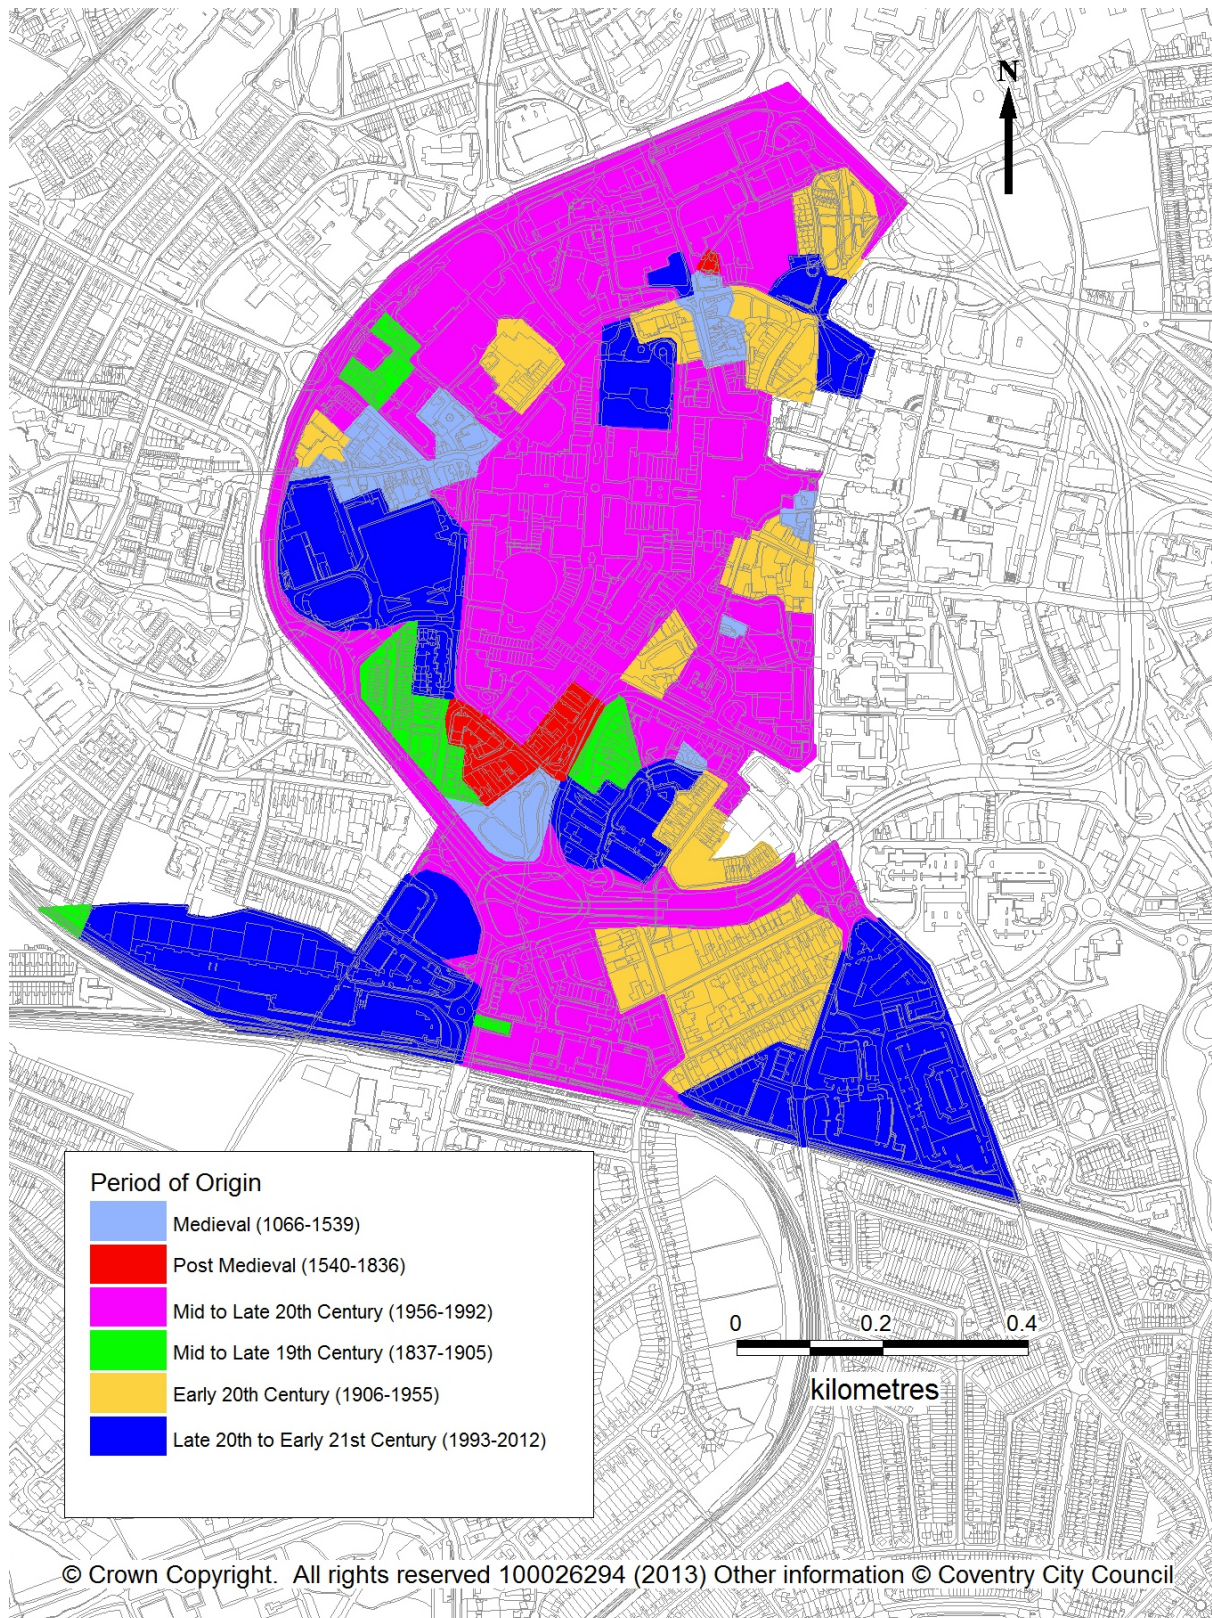 N
Period of Origin
Medieval (1066-1539)
Post Medieval (1540-1836)
Mid to Late 20th Century (1956-1992)
Mid to Late 19th Century (1837-1905)
Early 20th Century (1906-1955)
Late 20th to Early 21st Century (1993-2012)
0 0.2 0.4
kilometres
© Crown Copyright. All rights reserved 100026294 (2013) Other information © Coventry City Council